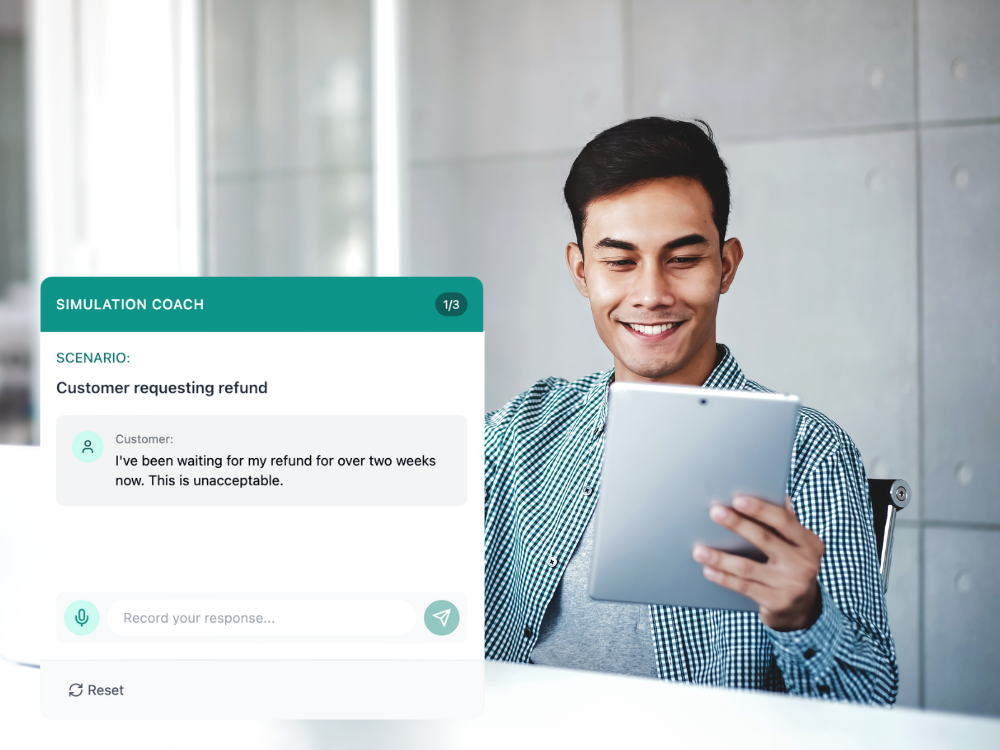 SIMULATION COACH
1/3
SCENARIO:
Customer requesting refund
Customer:
I've been waiting for my refund for over two weeks
now. This is unacceptable.
Record your response...
Reset